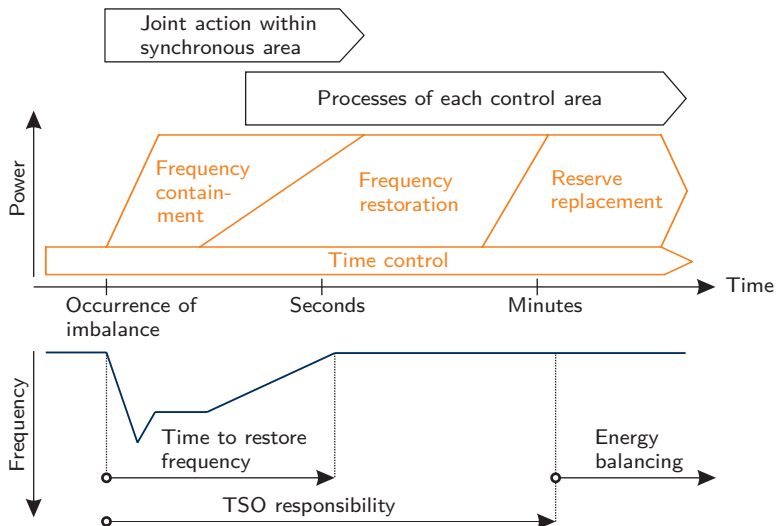 Joint action within
synchronous area
Processes of each control area
Power
Frequency
contain-
ment
Frequency
restoration
Reserve
replacement
Time control
Time
Occurrence of
imbalance
Seconds
Minutes
Frequency
Time to restore
frequency
Energy
balancing
TSO responsibility